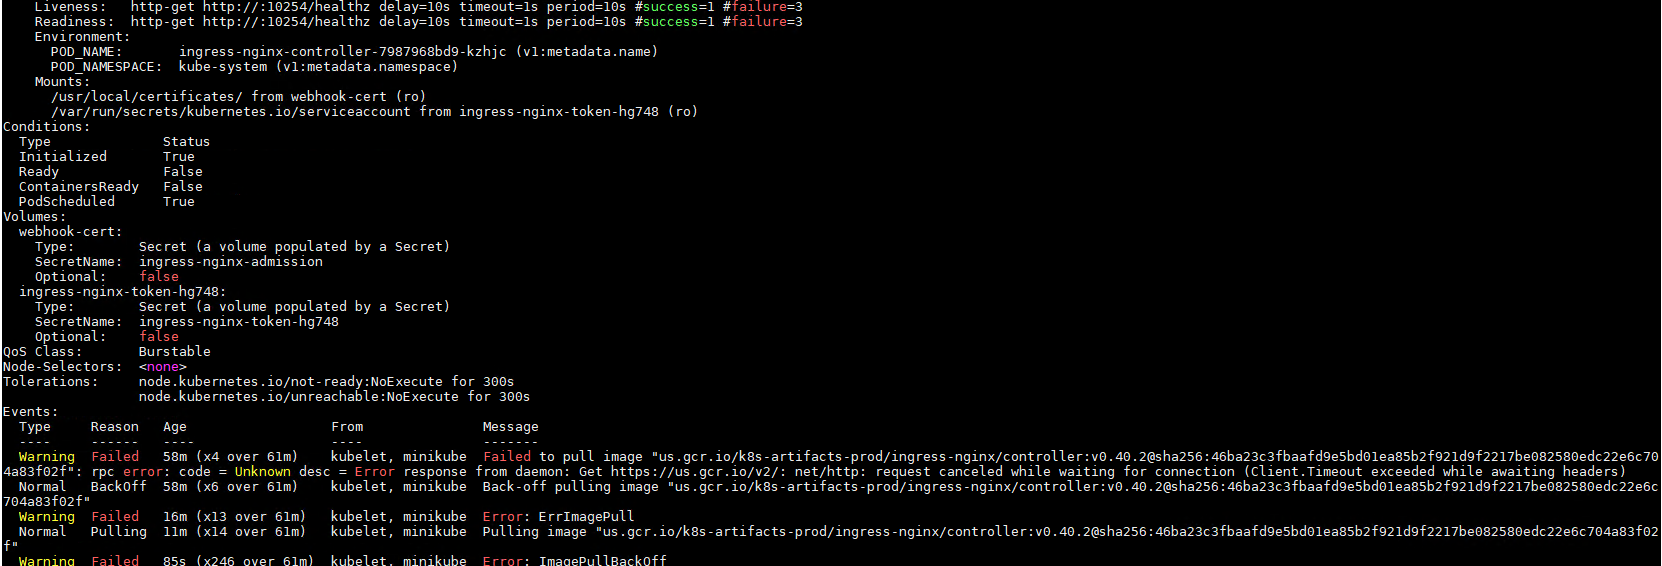 Liveness:   http-get http://:10254/healthz delay=10s timeout=1s period=10s #success=1 #failure=3
    Readiness:  http-get http://:10254/healthz delay=10s timeout=1s period=10s #success=1 #failure=3
    Environment:
      POD_NAME:       ingress-nginx-controller-7987968bd9-kzhjc (v1:metadata.name)
      POD_NAMESPACE:  kube-system (v1:metadata.namespace)
    Mounts:
      /usr/local/certificates/ from webhook-cert (ro)
      /var/run/secrets/kubernetes.io/serviceaccount from ingress-nginx-token-hg748 (ro)
Conditions:
  Type              Status
  Initialized       True
  Ready             False
  ContainersReady   False
  PodScheduled      True
Volumes:
  webhook-cert:
    Type:        Secret (a volume populated by a Secret)
    SecretName:  ingress-nginx-admission
    Optional:    false
  ingress-nginx-token-hg748:
    Type:        Secret (a volume populated by a Secret)
    SecretName:  ingress-nginx-token-hg748
    Optional:    false
QoS Class:       Burstable
Node-Selectors:  <none>
Tolerations:     node.kubernetes.io/not-ready:NoExecute for 300s
                 node.kubernetes.io/unreachable:NoExecute for 300s
Events:
  Type     Reason   Age                  From               Message
  ----     ------   ----                 ----               -------
  Warning  Failed   58m (x4 over 61m)    kubelet, minikube  Failed to pull image "us.gcr.io/k8s-artifacts-prod/ingress-nginx/controller:v0.40.2@sha256:46ba23c3fbaafd9e5bd01ea85b2f921d9f2217be082580edc22e6c70
4a83f02f": rpc error: code = Unknown desc = Error response from daemon: Get https://us.gcr.io/v2/: net/http: request canceled while waiting for connection (Client.Timeout exceeded while awaiting headers)
  Normal   BackOff  58m (x6 over 61m)    kubelet, minikube  Back-off pulling image "us.gcr.io/k8s-artifacts-prod/ingress-nginx/controller:v0.40.2@sha256:46ba23c3fbaafd9e5bd01ea85b2f921d9f2217be082580edc22e6c
704a83f02f"
  Warning  Failed   16m (x13 over 61m)   kubelet, minikube  Error: ErrImagePull
  Normal   Pulling  11m (x14 over 61m)   kubelet, minikube  Pulling image "us.gcr.io/k8s-artifacts-prod/ingress-nginx/controller:v0.40.2@sha256:46ba23c3fbaafd9e5bd01ea85b2f921d9f2217be082580edc22e6c704a83f02
f"
  Warning  Failed   85s (x246 over 61m)  kubelet, minikube  Error: ImagePullBackOff